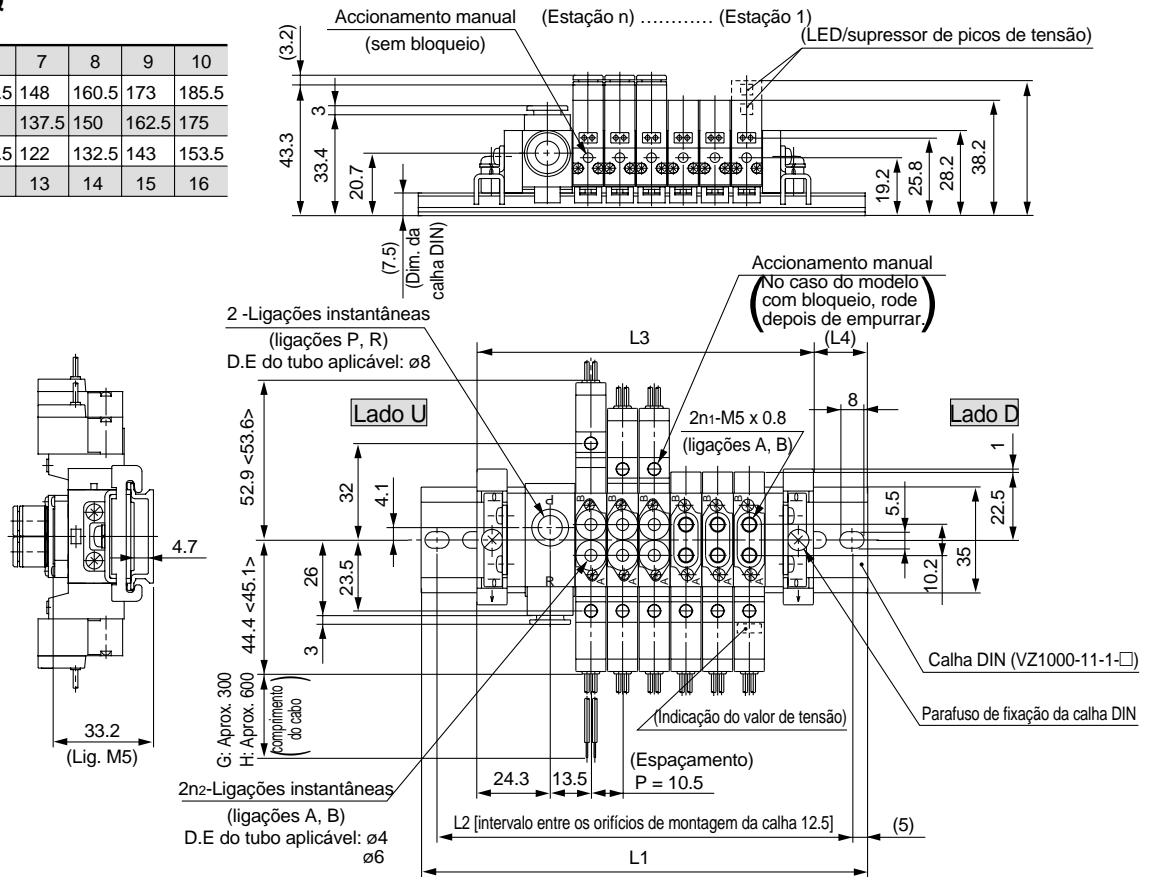 7 8 9 10
.5 148 160.5 173 185.5
137.5 150 162.5 175
.5 122 132.5 143 153.5
13 14 15 16
Accionamento manual
(sem bloqueio)
(Estação n) ............ (Estação 1)
(LED/supressor de picos de tensão)
(3.2)
43.3
3
33.4
20.7
(7.5)
(Dim. da
calha DIN)
19.2
25.8
28.2
38.2
Accionamento manual
(No caso do modelo
com bloqueio, rode
depois de empurrar.)
2 -Ligações instantâneas
(ligações P, R)
D.E do tubo aplicável: ø8
L3
(L4)
Lado U
Lado D
8
2n1-M5 x 0.8
(ligações A, B)
1
52.9 <53.6>
32
4.1
5.5
22.5
10.2
35
4.7
26
23.5
3
44.4 <45.1>
P
R
B
B
B
B
B
B
A
A
A
A
A
A
G: Aprox. 300
H: Aprox. 600
(comprimento
do cabo)
33.2
(Lig. M5)
Calha DIN (VZ1000-11-1-□)
(Indicação do valor de tensão)
Parafuso de fixação da calha DIN
(Espaçamento)
24.3
13.5
P = 10.5
2n2-Ligações instantâneas
(ligações A, B)
D.E do tubo aplicável: ø4
ø6
L2 [intervalo entre os orifícios de montagem da calha 12.5]
(5)
L1